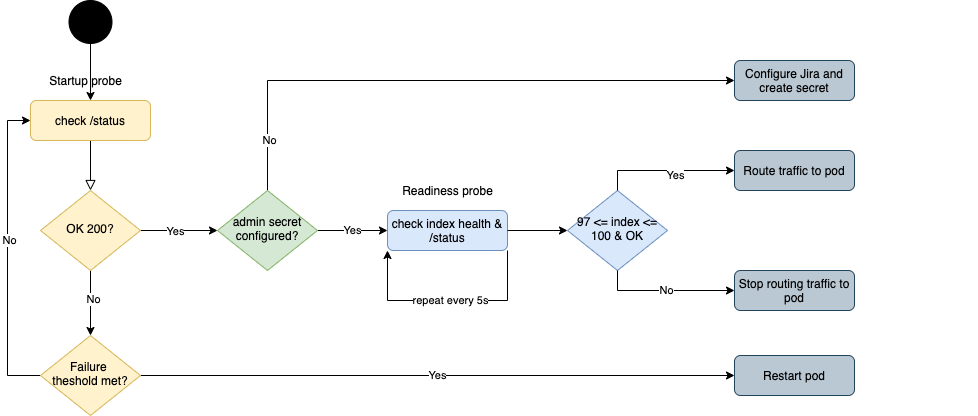 Startup probe
check /status
OK 200?
No
Yes
No
Failure
theshold met?
admin secret
configured?
No
Yes
Readiness probe
check index health &
/status
repeat every 5s
97 <= index <=
100 & OK
Yes
No
Yes
Configure Jira and
create secret
Route traffic to pod
Stop routing traffic to
pod
Restart pod